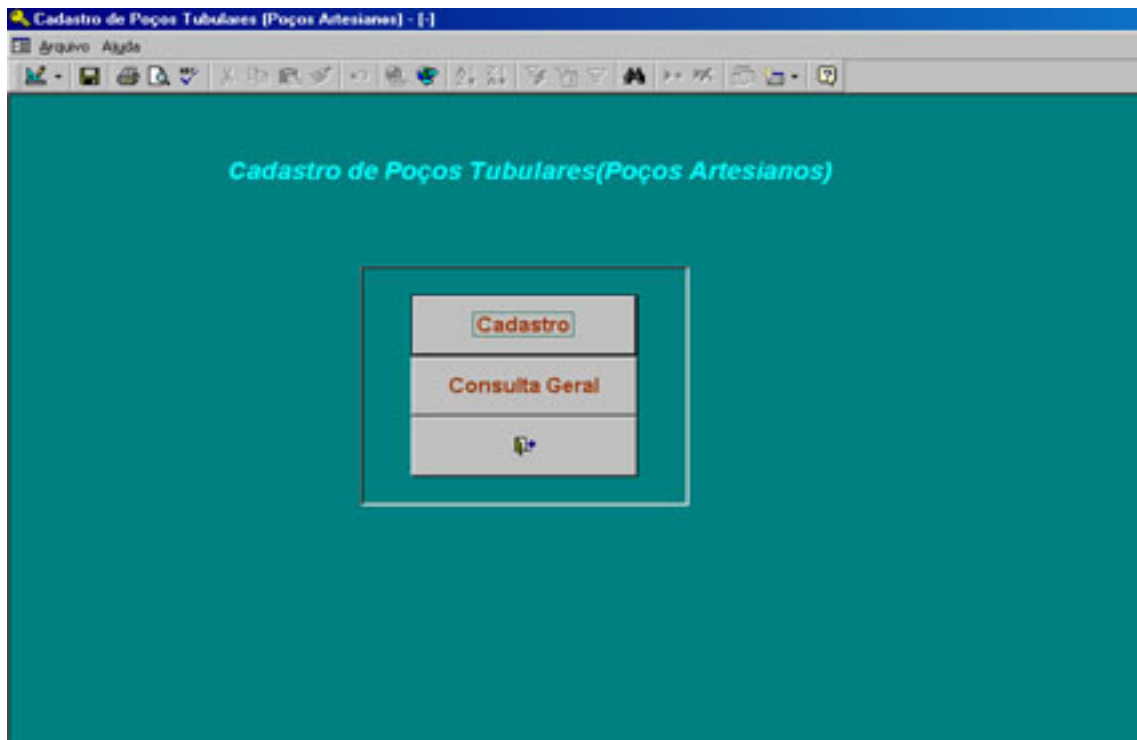 Cadastro de Poços Tubulares (Poços Artesianos) - [-]
Arquivo Ajuda
Cadastro de Poços Tubulares(Poços Artesianos)
Cadastro
Consulta Geral